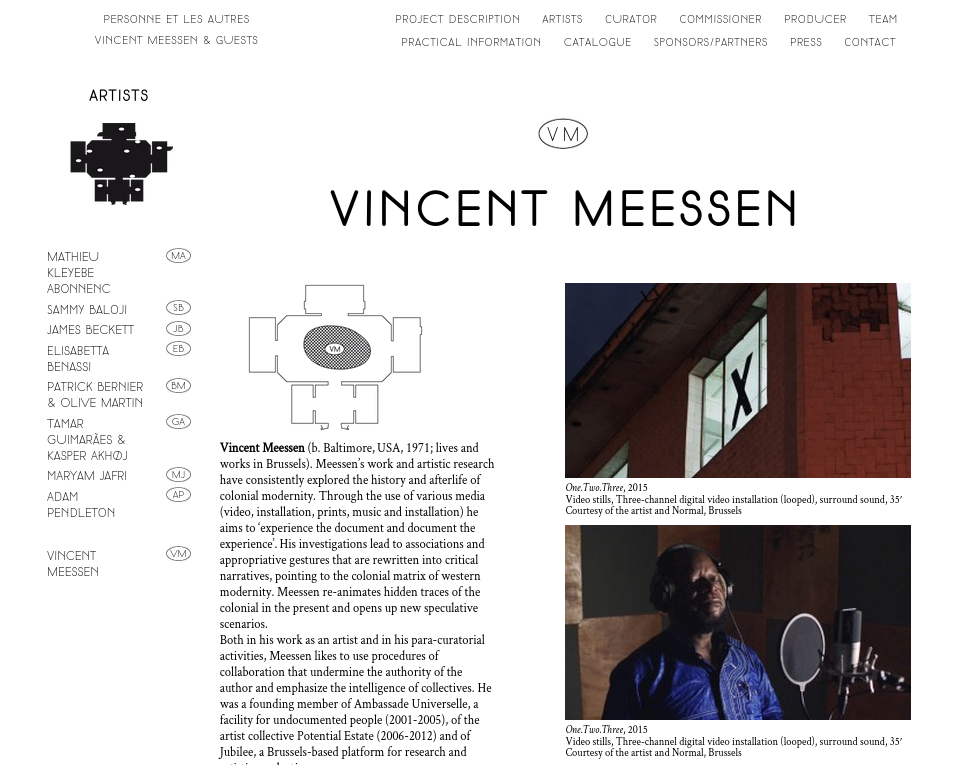 PERSONNE ET LES AUTRES
VINCENT MEESSEN & GUESTS
PROJECT DESCRIPTION ARTISTS CURATOR COMMISSIONER PRODUCER TEAM
PRACTICAL INFORMATION CATALOGUE SPONSORS/PARTNERS PRESS CONTACT
ARTISTS
MATHIEU MA
KLEYEBE
ABONNENC
SAMMY BALOJI SB
JAMES BECKETT JB
ELISABETTA EB
BENASSI
PATRICK BERNIER BM
& OLIVE MARTIN
TAMAR GA
GUIMARÃES &
KASPER AKHØJ
MARYAM JAFRI MJ
ADAM AP
PENDLETON
VINCENT VM
MEESSEN
VM
VINCENT MEESSEN
VM
Vincent Meessen (b. Baltimore, USA, 1971; lives and
works in Brussels). Meessen's work and artistic research
have consistently explored the history and afterlife of
colonial modernity. Through the use of various media
(video, installation, prints, music and installation) he
aims to ‘experience the document and document the
experience’. His investigations lead to associations and
appropriative gestures that are rewritten into critical
narratives, pointing to the colonial matrix of western
modernity. Meessen re-animates hidden traces of the
colonial in the present and opens up new speculative
scenarios.
Both in his work as an artist and in his para-curatorial
activities, Meessen likes to use procedures of
collaboration that undermine the authority of the
author and emphasize the intelligence of collectives. He
was a founding member of Ambassade Universelle, a
facility for undocumented people (2001-2005), of the
artist collective Potential Estate (2006-2012) and of
Jubilee, a Brussels-based platform for research and
X
One.Two.Three, 2015
Video stills, Three-channel digital video installation (looped), surround sound, 35′
Courtesy of the artist and Normal, Brussels
One.Two.Three, 2015
Video stills, Three-channel digital video installation (looped), surround sound, 35′
Courtesy of the artist and Normal, Brussels